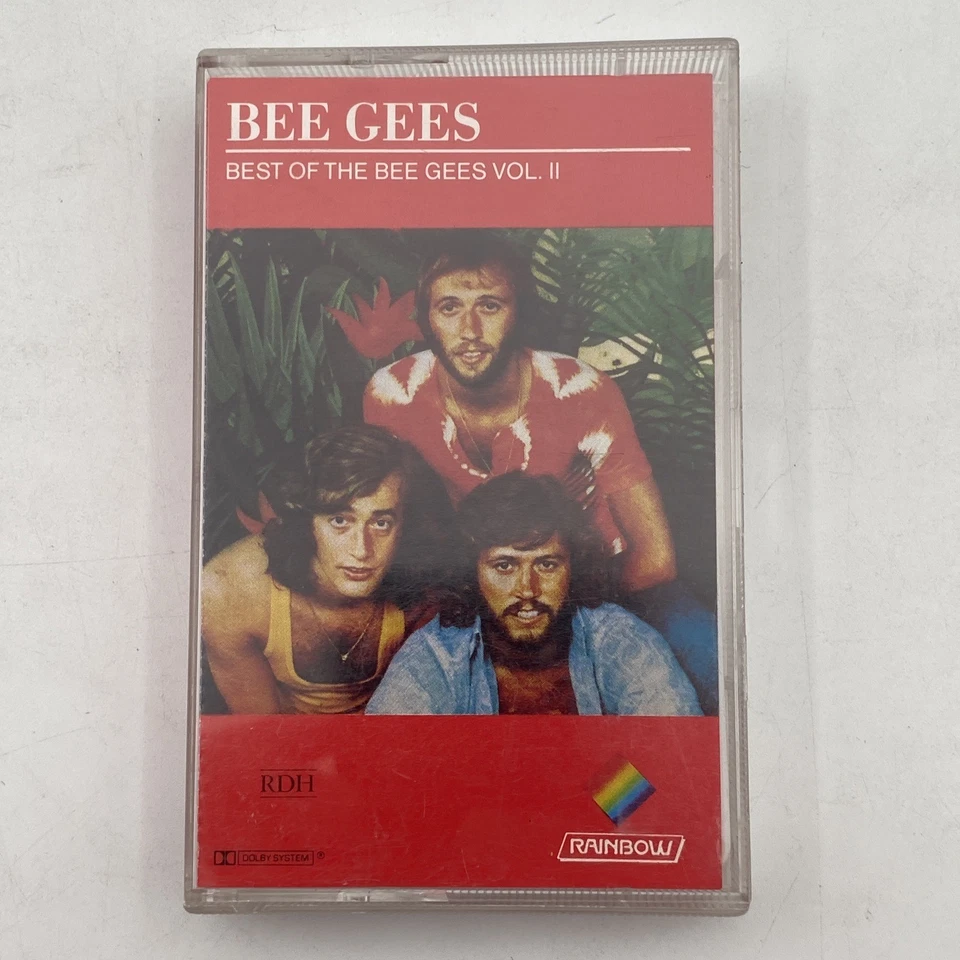 BEE GEES
BEST OF THE BEE GEES VOL. II
RDH
DOLBY SYSTEM ®
RAINBOW